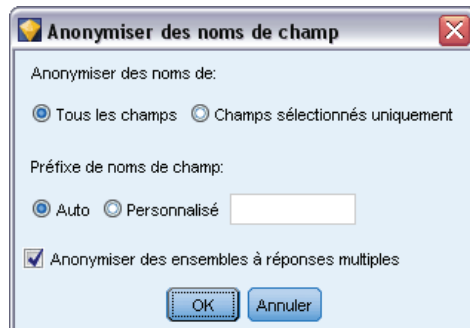 Anonymiser des noms de champ
Anonymiser des noms de:
Tous les champs Champs sélectionnés uniquement
Préfixe de noms de champ:
Auto Personnalisé
Anonymiser des ensembles à réponses multiples
OK Annuler